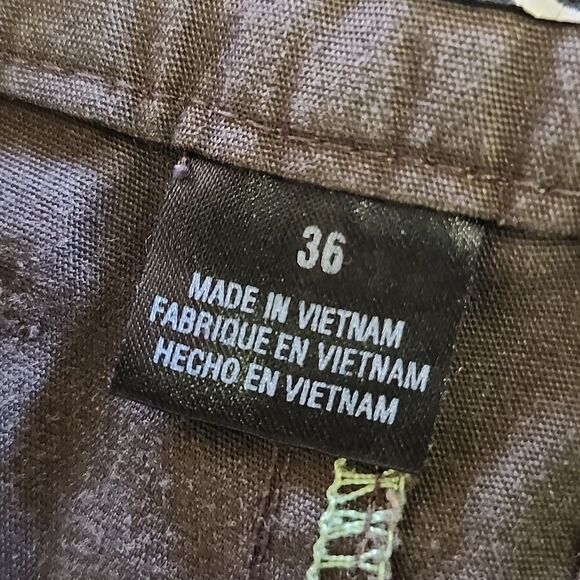 36
MADE IN VIETNAM
FABRIQUE EN VIETNAM
HECHO EN VIETNAM